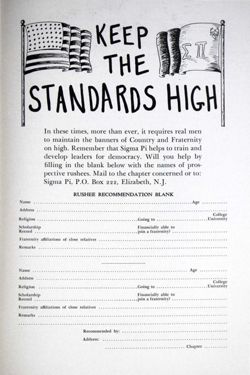 KEEP
THE
ΣΠ
STANDARDS HIGH
In these times, more than ever, it requires real men
to maintain the banners of Country and Fraternity
on high. Remember that Sigma Pi helps to train and
develop leaders for democracy. Will you help by
filling in the blank below with the names of pros-
pective rushees. Mail to the chapter concerned or to:
Sigma Pi, P.O. Box 222, Elizabeth, N.J.
RUSHEE RECOMMENDATION BLANK
Name Age
Address
College
Religion Going to University
Scholarship Financially able to
Record join a fraternity?
Fraternity affiliations of close relatives
Remarks
Name Age
Address
College
Religion Going to University
Scholarship Financially able to
Record join a fraternity?
Fraternity affiliations of close relatives
Remarks
Recommended by:
Address:
Chapter